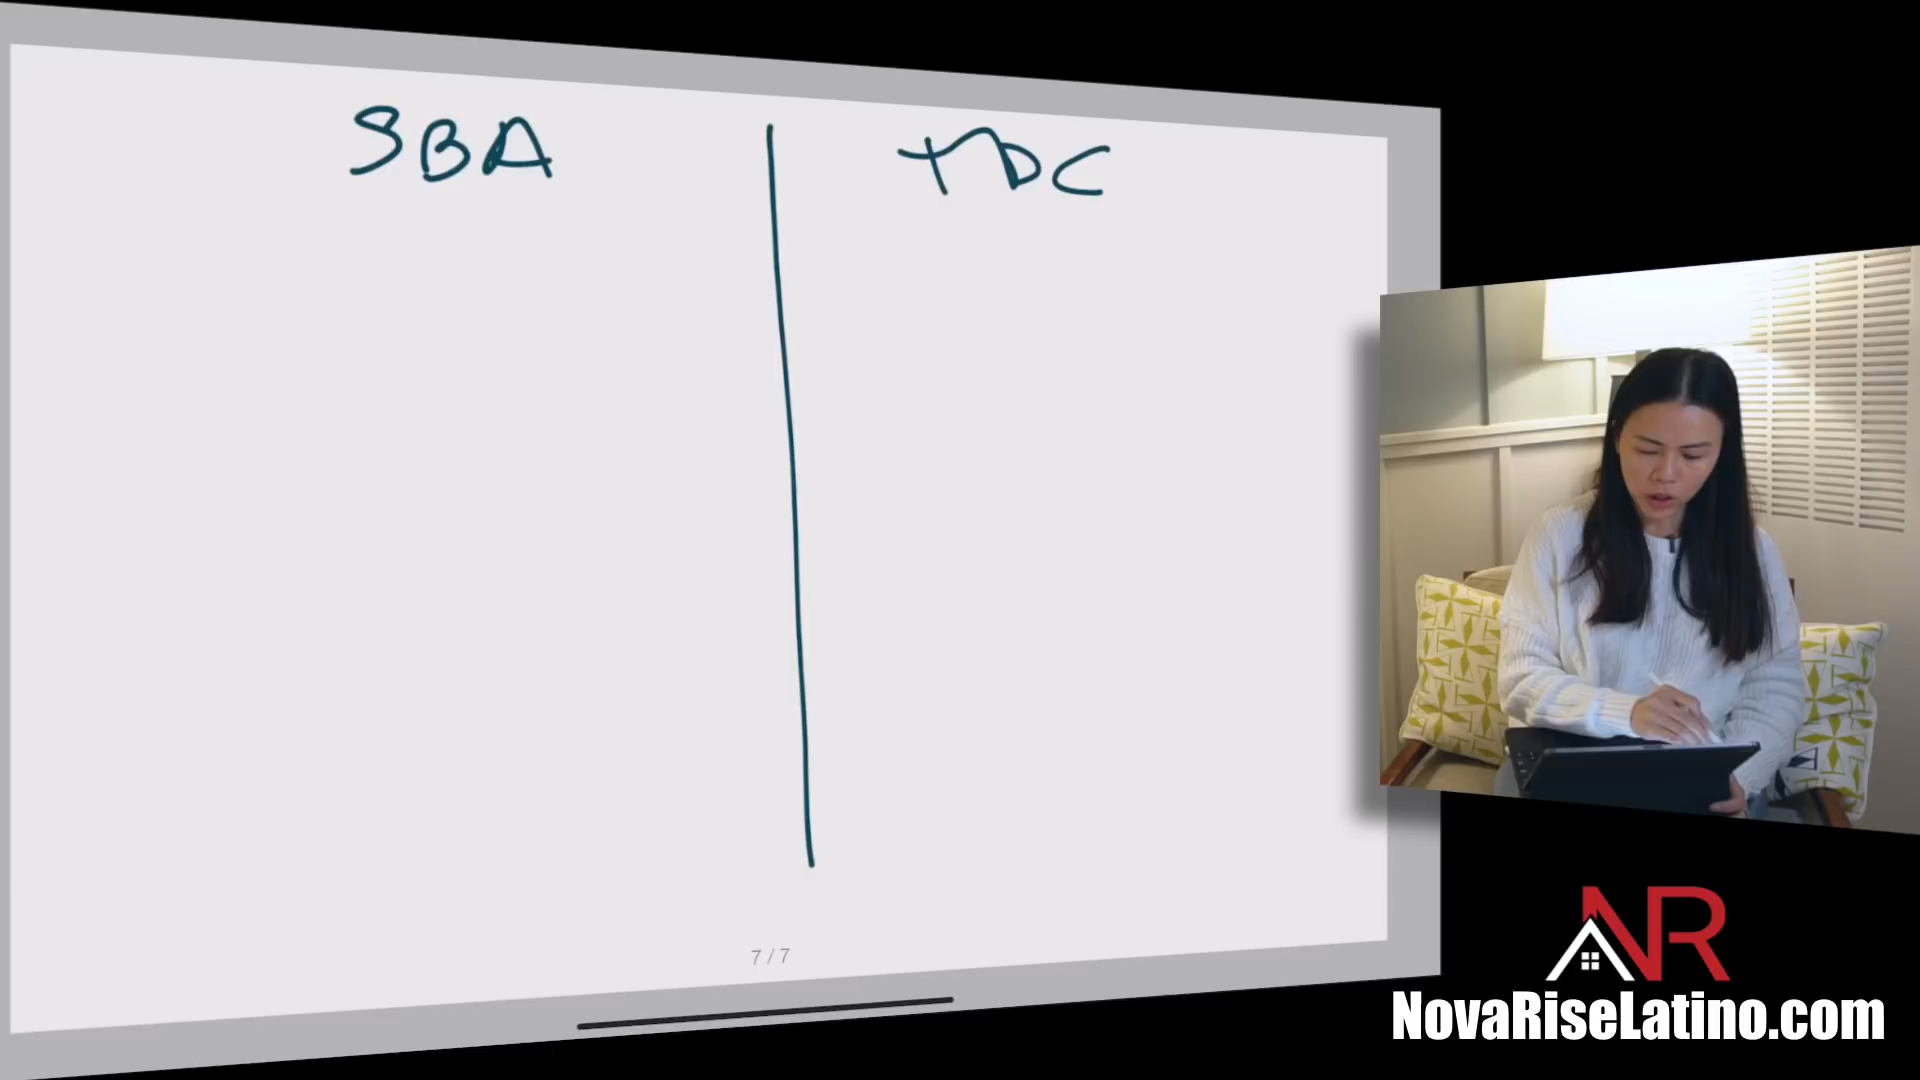 SBA
TDC
7 / 7
NR
NovaRiseLatino.com